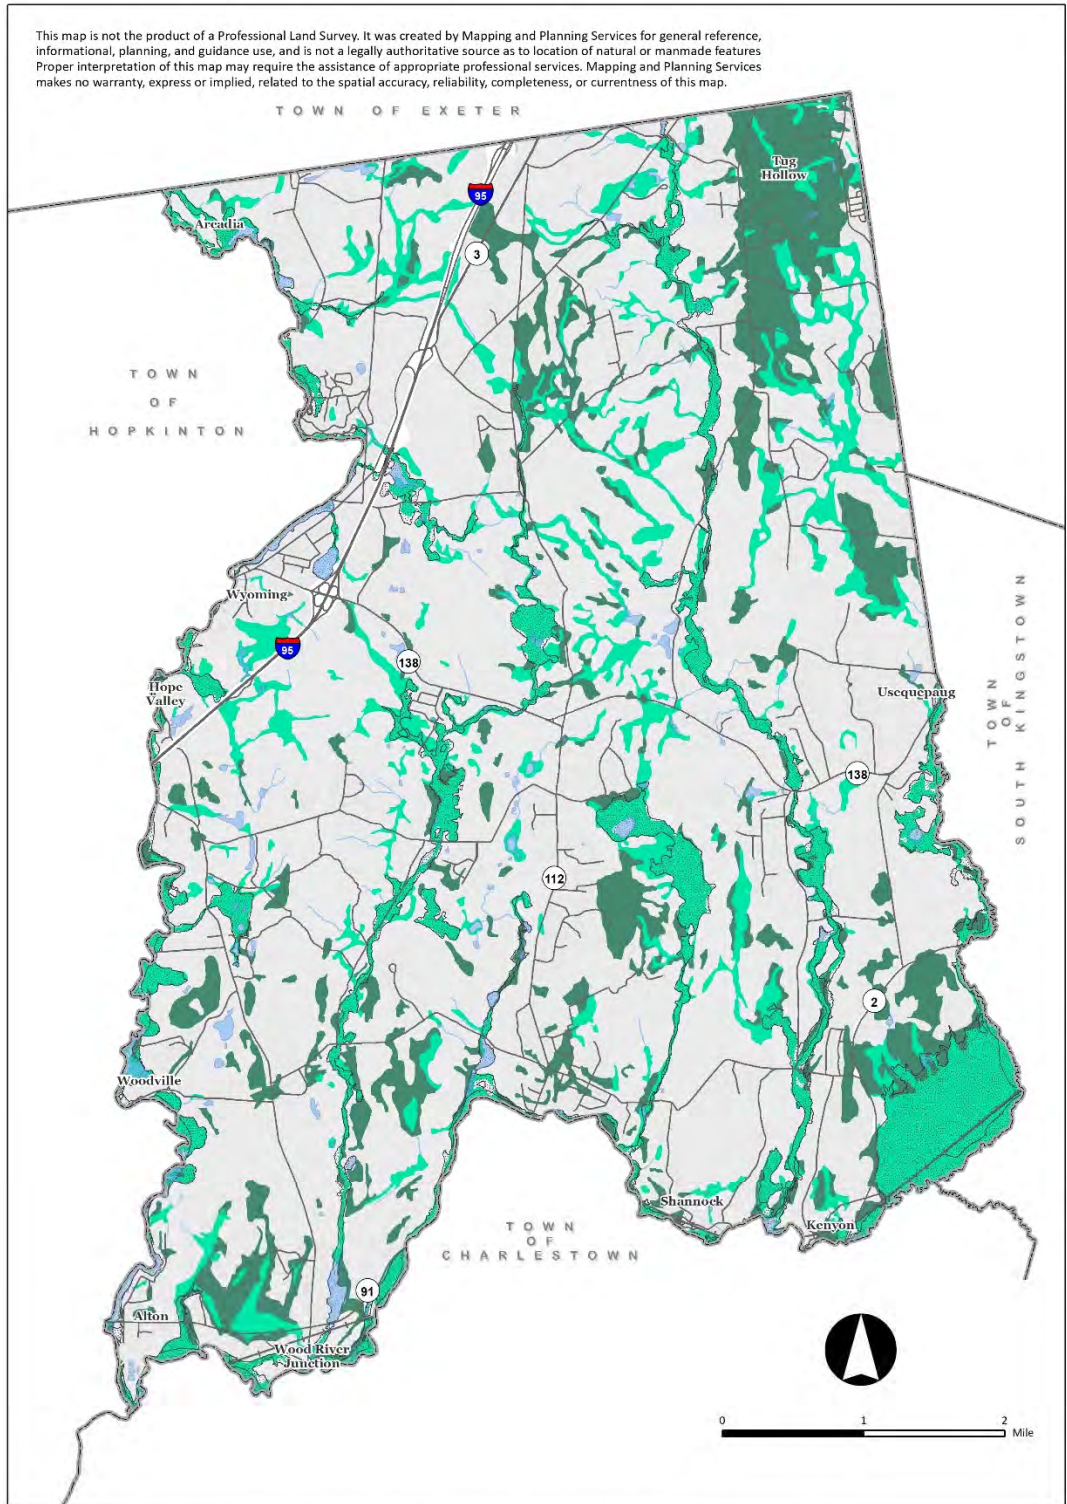 This map is not the product of a Professional Land Survey. It was created by Mapping and Planning Services for general reference,
informational, planning, and guidance use, and is not a legally authoritative source as to location of natural or manmade features
Proper interpretation of this map may require the assistance of appropriate professional services. Mapping and Planning Services
makes no warranty, express or implied, related to the spatial accuracy, reliability, completeness, or currentness of this map.
TOWN OF EXETER
Tug
Hollow
95
Arcadia
3
TOWN
OF
HOPKINTON
Wyoming
95
138
Hope
Valley
Usequepaug
TOWN
OF
SOUTH KINGSTOWN
138
112
2
Woodville
Shannock
Kenyon
TOWN
OF
CHARLESTOWN
91
Alton
Wood River
Junction
0 1 2
Mile